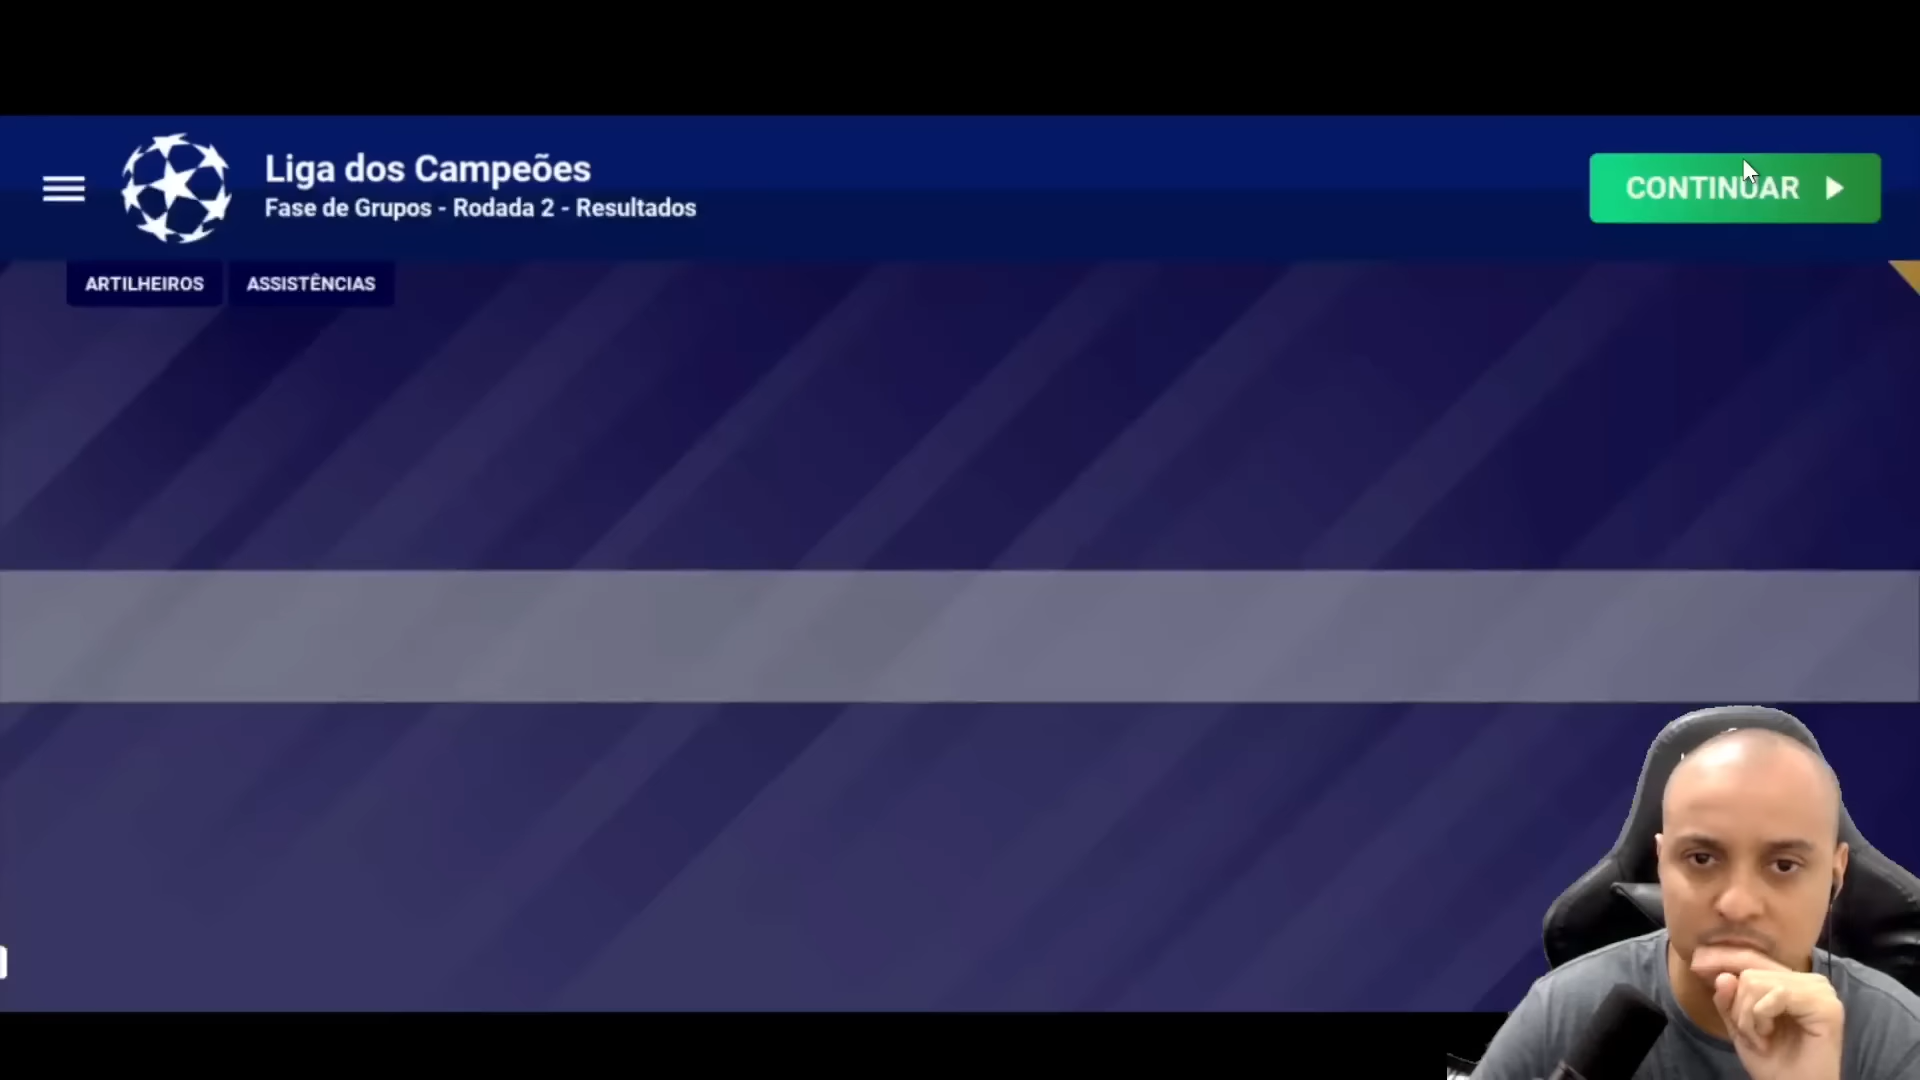 Liga dos Campeões
Fase de Grupos - Rodada 2 - Resultados
CONTINUAR
ARTILHEIROS
ASSISTÊNCIAS